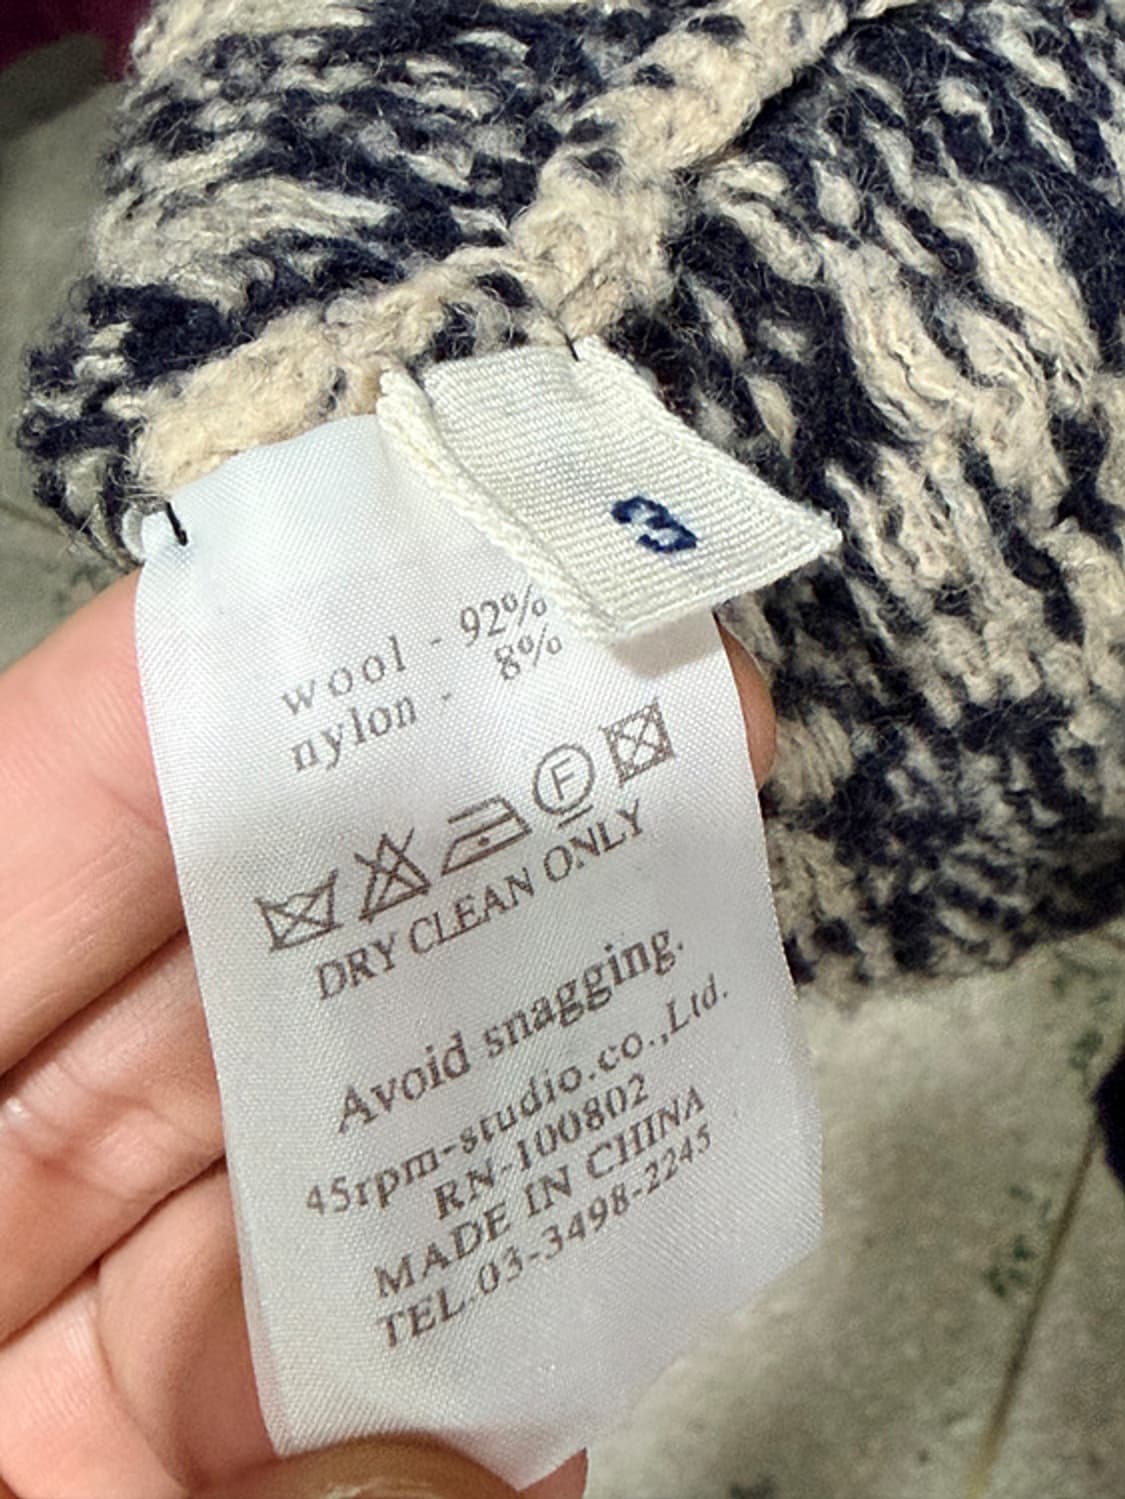 3
wool - 92%
nylon - 8%
F
DRY CLEAN ONLY
Avoid snagging.
45rpm-studio.co.,Ltd.
RN-100802
MADE IN CHINA
TEL.03-3498-2245